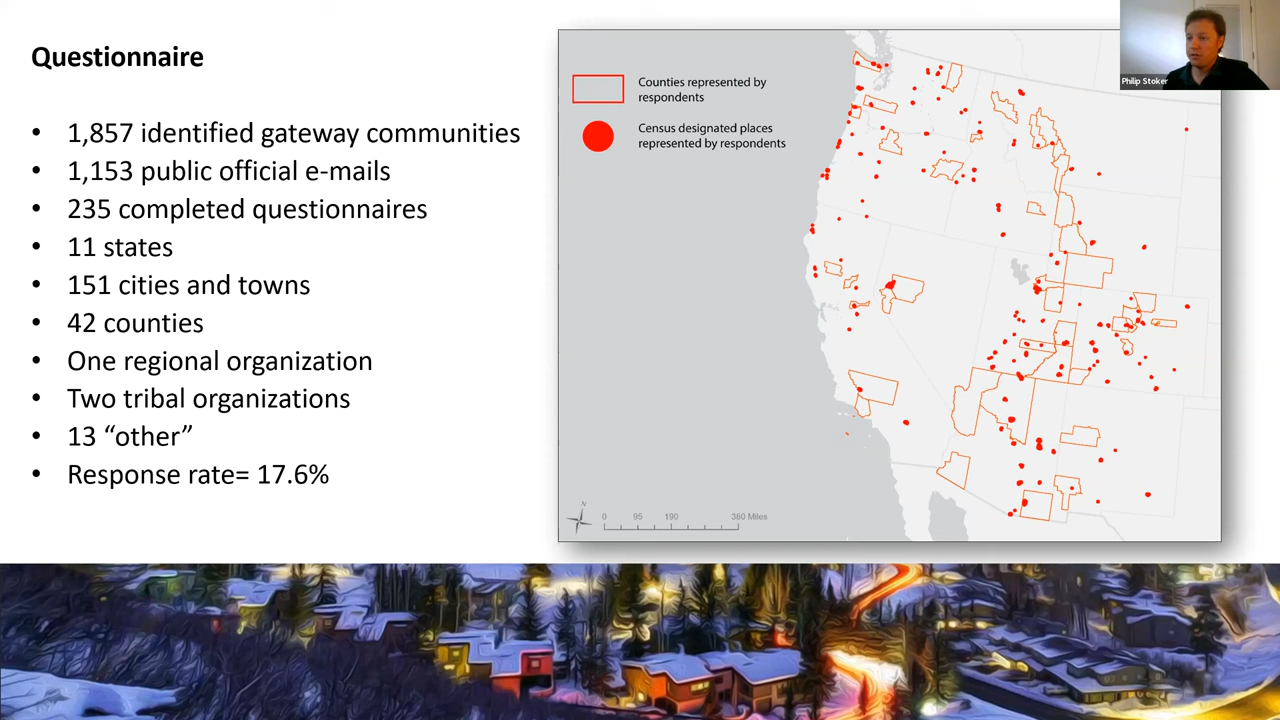 Questionnaire
• 1,857 identified gateway communities
• 1,153 public official e-mails
• 235 completed questionnaires
• 11 states
• 151 cities and towns
• 42 counties
• One regional organization
• Two tribal organizations
• 13 “other”
• Response rate= 17.6%
Counties represented by
respondents
Census designated places
represented by respondents
N
0 95 190 380 Miles
Philip Stoker